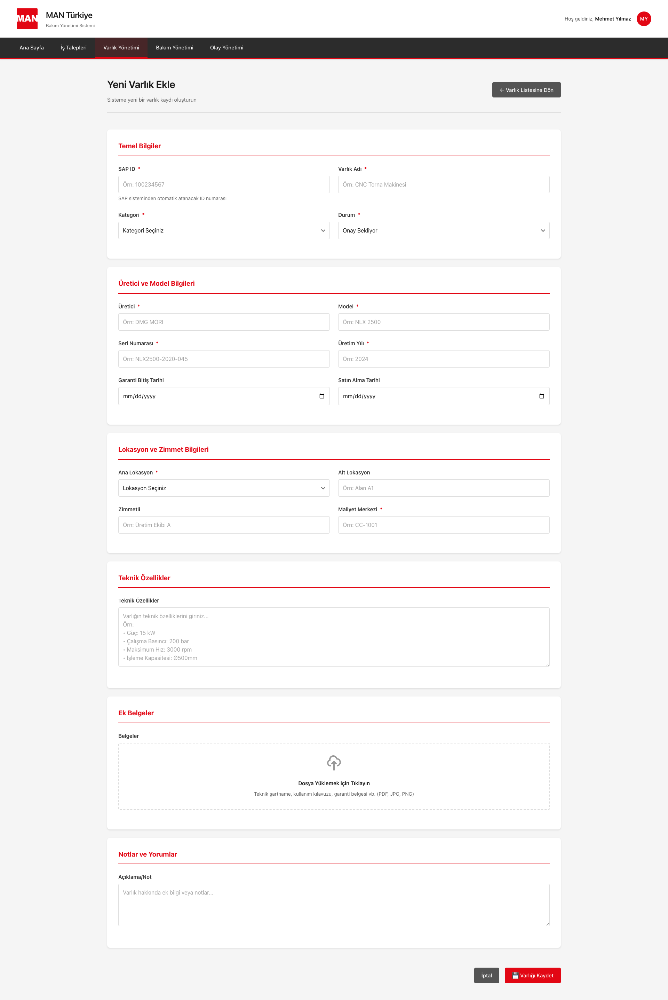 MAN
MAN Türkiye
Bakım Yönetimi Sistemi
Hoş geldiniz, Mehmet Yılmaz
MY
Ana Sayfa
İş Talepleri
Varlık Yönetimi
Bakım Yönetimi
Olay Yönetimi
Yeni Varlık Ekle
Sisteme yeni bir varlık kaydı oluşturun
← Varlık Listesine Dön
Temel Bilgiler
SAP ID *
Örn: 100234567
SAP sisteminden otomatik atanacak ID numarası
Varlık Adı *
Örn: CNC Torna Makinesi
Kategori *
Kategori Seçiniz
Durum *
Onay Bekliyor
Üretici ve Model Bilgileri
Üretici *
Örn: DMG MORI
Model *
Örn: NLX 2500
Seri Numarası *
Örn: NLX2500-2020-045
Üretim Yılı *
Örn: 2024
Garanti Bitiş Tarihi
mm/dd/yyyy
Satın Alma Tarihi
mm/dd/yyyy
Lokasyon ve Zimmet Bilgileri
Ana Lokasyon *
Lokasyon Seçiniz
Alt Lokasyon
Örn: Alan A1
Zimmetli
Örn: Üretim Ekibi A
Maliyet Merkezi *
Örn: CC-1001
Teknik Özellikler
Teknik Özellikler
Varlığın teknik özelliklerini giriniz...
Örn:
• Güç: 15 kW
• Çalışma Basıncı: 200 bar
• Maksimum Hız: 3000 rpm
• İşleme Kapasitesi: Ø500mm
Ek Belgeler
Belgeler
Dosya Yüklemek için Tıklayın
Teknik şartname, kullanım kılavuzu, garanti belgesi vb. (PDF, JPG, PNG)
Notlar ve Yorumlar
Açıklama/Not
Varlık hakkında ek bilgi veya notlar...
İptal
💾 Varlığı Kaydet